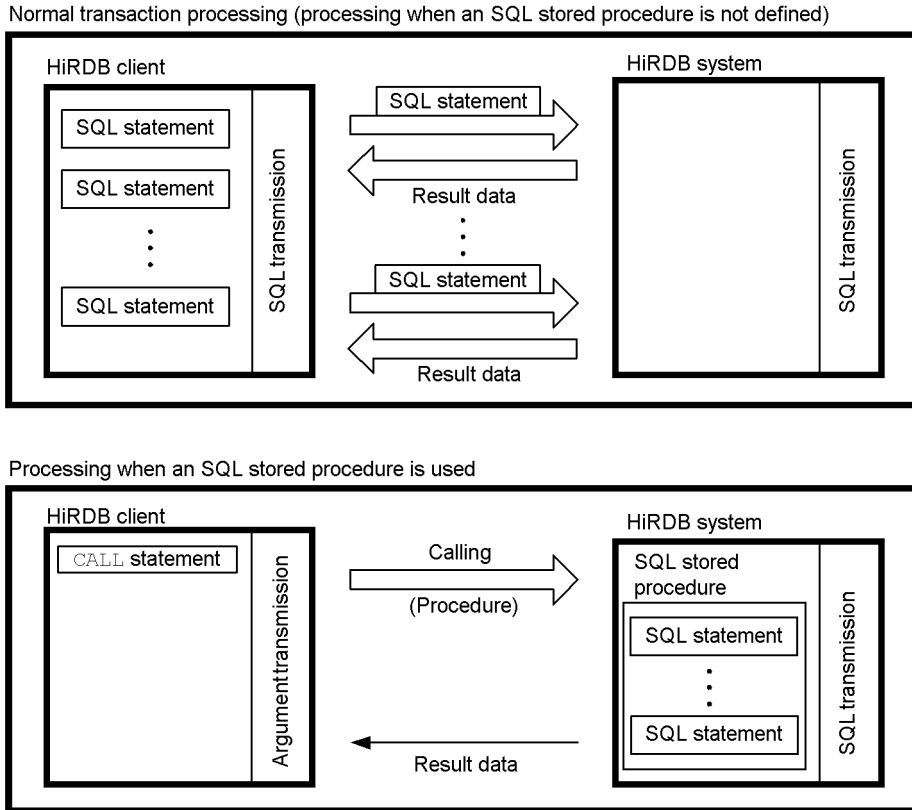 Normal transaction processing (processing when an SQL stored procedure is not defined)
HiRDB client
SQL statement
SQL statement
SQL statement
SQL transmission
SQL statement
Result data
SQL statement
Result data
HiRDB system
SQL transmission
Processing when an SQL stored procedure is used
HiRDB client
CALL statement
Argument transmission
Calling
(Procedure)
Result data
HiRDB system
SQL stored
procedure
SQL statement
SQL statement
SQL transmission